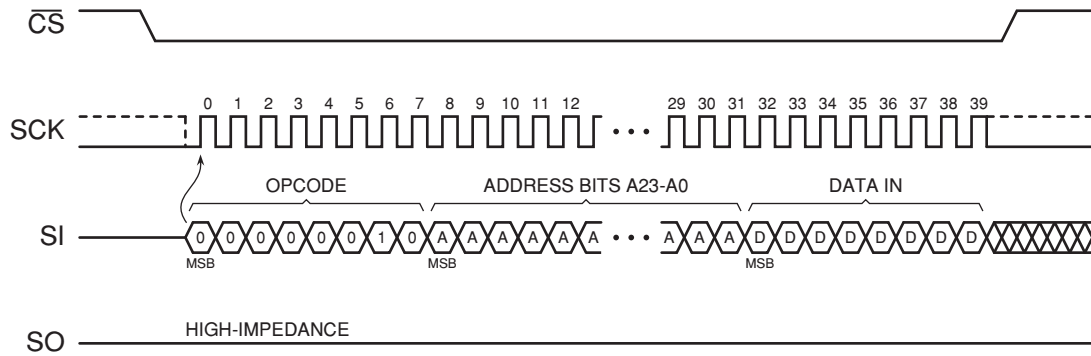 C̅S̅
0 1 2 3 4 5 6 7 8 9 10 11 12 29 30 31 32 33 34 35 36 37 38 39
SCK
OPCODE ADDRESS BITS A23-A0 DATA IN
SI 0 0 0 0 0 0 1 0 A A A A A A A A A D D D D D D D D
MSB MSB MSB
HIGH-IMPEDANCE
SO